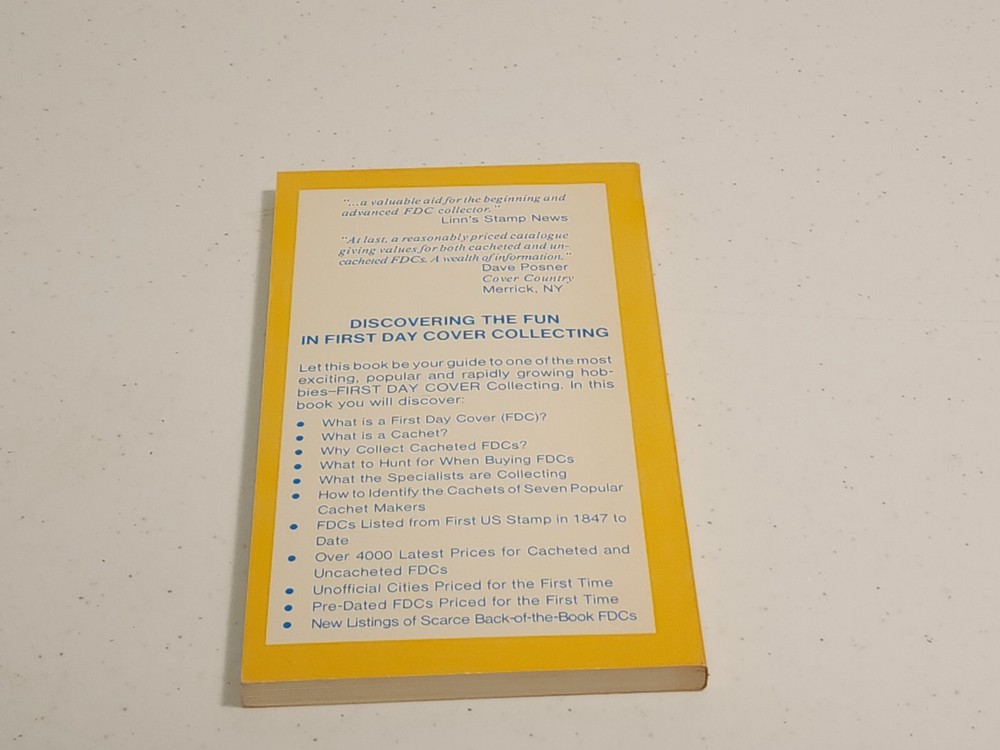 "...a valuable aid for the beginning and
advanced FDC collector."
Linn's Stamp News
"At last, a reasonably priced catalogue
giving values for both cacheted and un-
cacheted FDCs. A wealth of information."
Dave Posner
Cover Country
Merrick, NY
DISCOVERING THE FUN
IN FIRST DAY COVER COLLECTING
Let this book be your guide to one of the most
exciting, popular and rapidly growing hob-
bies–FIRST DAY COVER Collecting. In this
book you will discover:
• What is a First Day Cover (FDC)?
• What is a Cachet?
• Why Collect Cacheted FDCs?
• What to Hunt for When Buying FDCs
• What the Specialists are Collecting
• How to Identify the Cachets of Seven Popular
Cachet Makers
• FDCs Listed from First US Stamp in 1847 to
Date
• Over 4000 Latest Prices for Cacheted and
Uncacheted FDCs
• Unofficial Cities Priced for the First Time
• Pre-Dated FDCs Priced for the First Time
• New Listings of Scarce Back-of-the-Book FDCs